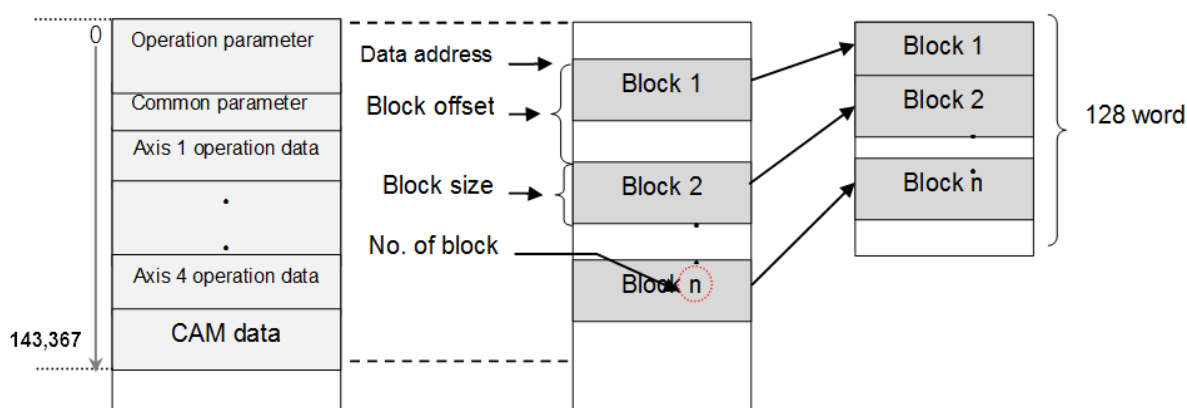 0
Operation parameter
Common parameter
Axis 1 operation data
Axis 4 operation data
CAM data
143,367
Data address
Block offset
Block size
No. of block
Block 1
Block 2
Block n
Block 1
Block 2
Block n
128 word